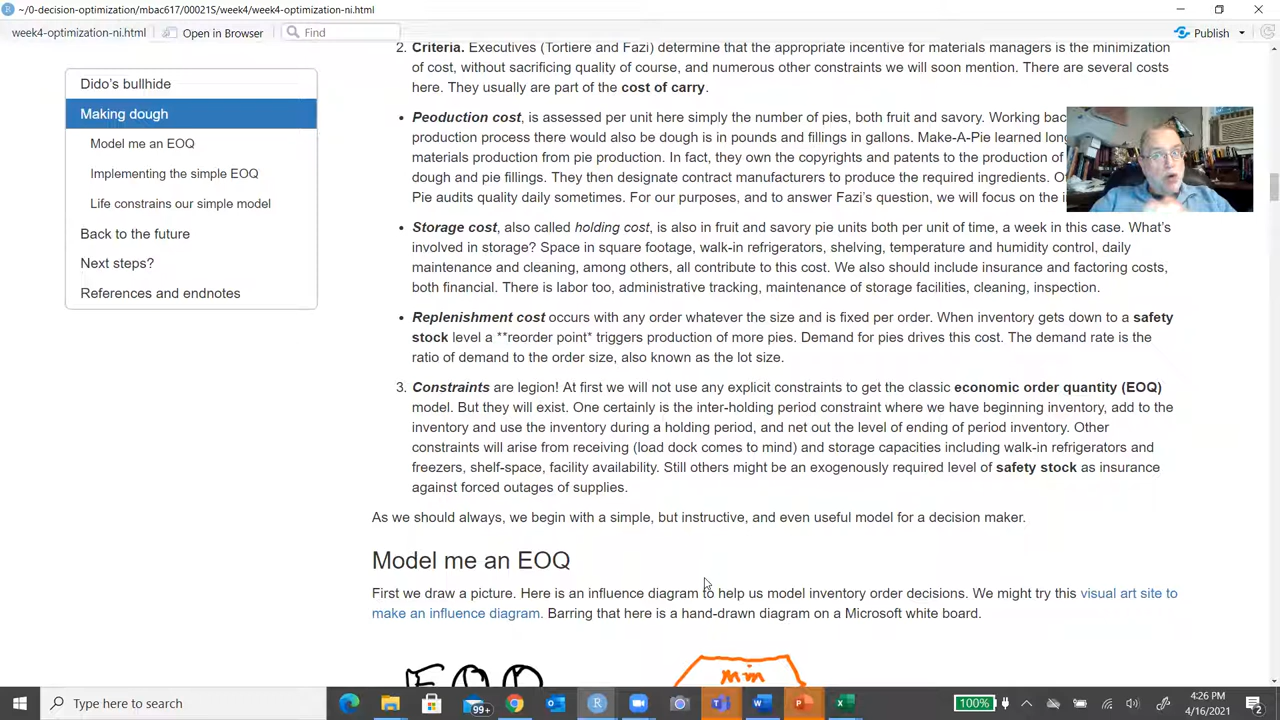 ~/0-decision-optimization/mbac617/00021S/week4/week4-optimization-ni.html
week4-optimization-ni.html
Open in Browser
Find
Publish
Dido's bullhide
Making dough
Model me an EOQ
Implementing the simple EOQ
Life constrains our simple model
Back to the future
Next steps?
References and endnotes
2. Criteria. Executives (Tortiere and Fazi) determine that the appropriate incentive for materials managers is the minimization
of cost, without sacrificing quality of course, and numerous other constraints we will soon mention. There are several costs
here. They usually are part of the cost of carry.
• Peoduction cost, is assessed per unit here simply the number of pies, both fruit and savory. Working bac
production process there would also be dough is in pounds and fillings in gallons. Make-A-Pie learned lon
materials production from pie production. In fact, they own the copyrights and patents to the production of
dough and pie fillings. They then designate contract manufacturers to produce the required ingredients. O
Pie audits quality daily sometimes. For our purposes, and to answer Fazi's question, we will focus on the i
• Storage cost, also called holding cost, is also in fruit and savory pie units both per unit of time, a week in this case. What's
involved in storage? Space in square footage, walk-in refrigerators, shelving, temperature and humidity control, daily
maintenance and cleaning, among others, all contribute to this cost. We also should include insurance and factoring costs,
both financial. There is labor too, administrative tracking, maintenance of storage facilities, cleaning, inspection.
• Replenishment cost occurs with any order whatever the size and is fixed per order. When inventory gets down to a safety
stock level a **reorder point* triggers production of more pies. Demand for pies drives this cost. The demand rate is the
ratio of demand to the order size, also known as the lot size.
3. Constraints are legion! At first we will not use any explicit constraints to get the classic economic order quantity (EOQ)
model. But they will exist. One certainly is the inter-holding period constraint where we have beginning inventory, add to the
inventory and use the inventory during a holding period, and net out the level of ending of period inventory. Other
constraints will arise from receiving (load dock comes to mind) and storage capacities including walk-in refrigerators and
freezers, shelf-space, facility availability. Still others might be an exogenously required level of safety stock as insurance
against forced outages of supplies.
As we should always, we begin with a simple, but instructive, and even useful model for a decision maker.
Model me an EOQ
First we draw a picture. Here is an influence diagram to help us model inventory order decisions. We might try this visual art site to
make an influence diagram. Barring that here is a hand-drawn diagram on a Microsoft white board.
EOQ
min
Type here to search
99+
100%
4:26 PM
4/16/2021
2